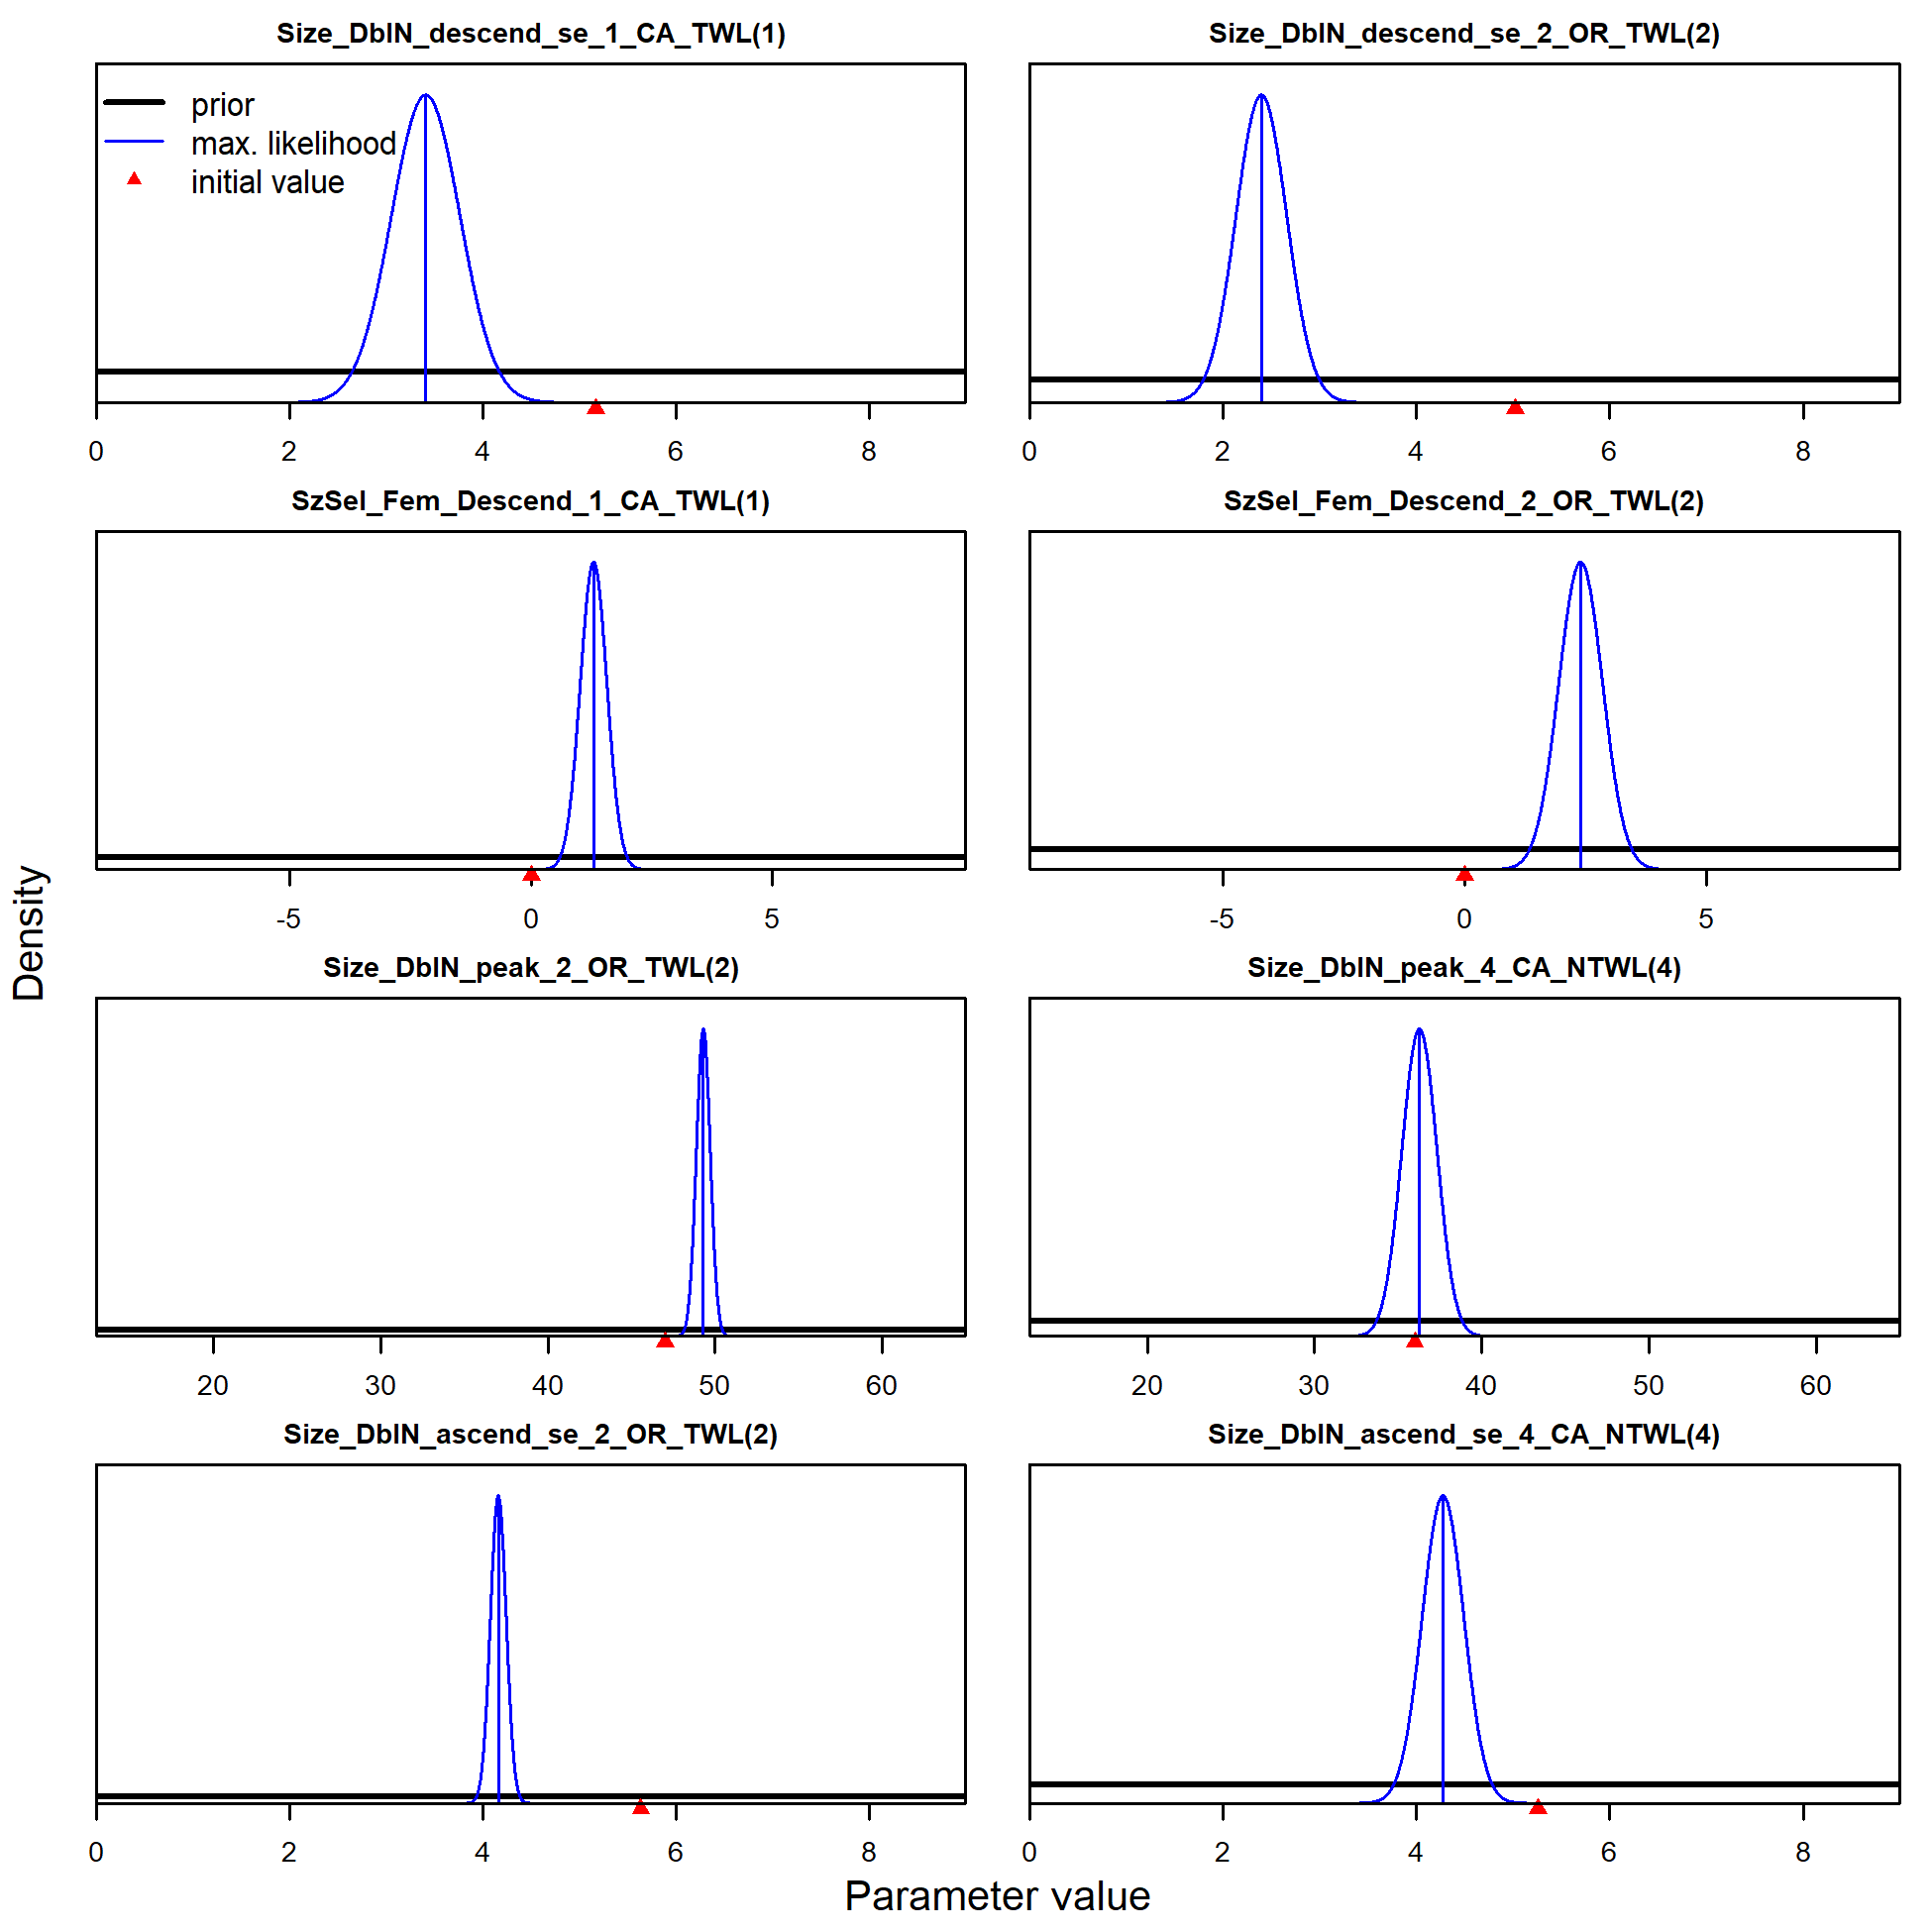 Size_DblN_descend_se_1_CA_TWL(1)
prior
max. likelihood
initial value
0 2 4 6 8
Size_DblN_descend_se_2_OR_TWL(2)
0 2 4 6 8
SzSel_Fem_Descend_1_CA_TWL(1)
-5 0 5
SzSel_Fem_Descend_2_OR_TWL(2)
-5 0 5
Size_DblN_peak_2_OR_TWL(2)
20 30 40 50 60
Size_DblN_peak_4_CA_NTWL(4)
20 30 40 50 60
Size_DblN_ascend_se_2_OR_TWL(2)
0 2 4 6 8
Size_DblN_ascend_se_4_CA_NTWL(4)
0 2 4 6 8
Density
Parameter value